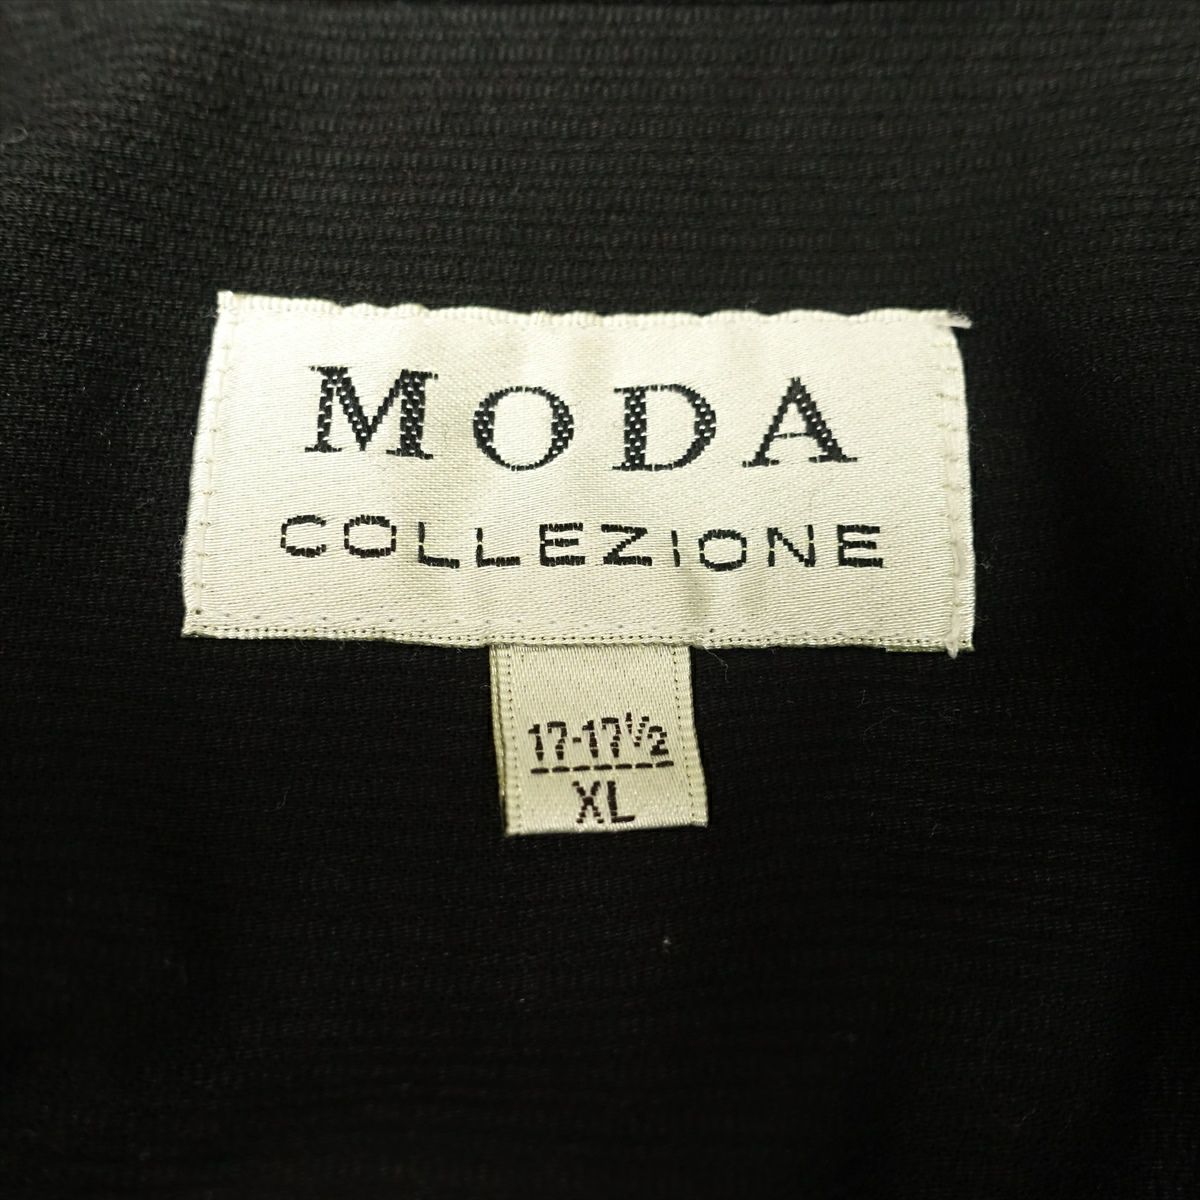 MODA
COLLEZIONE
17-17½
XL